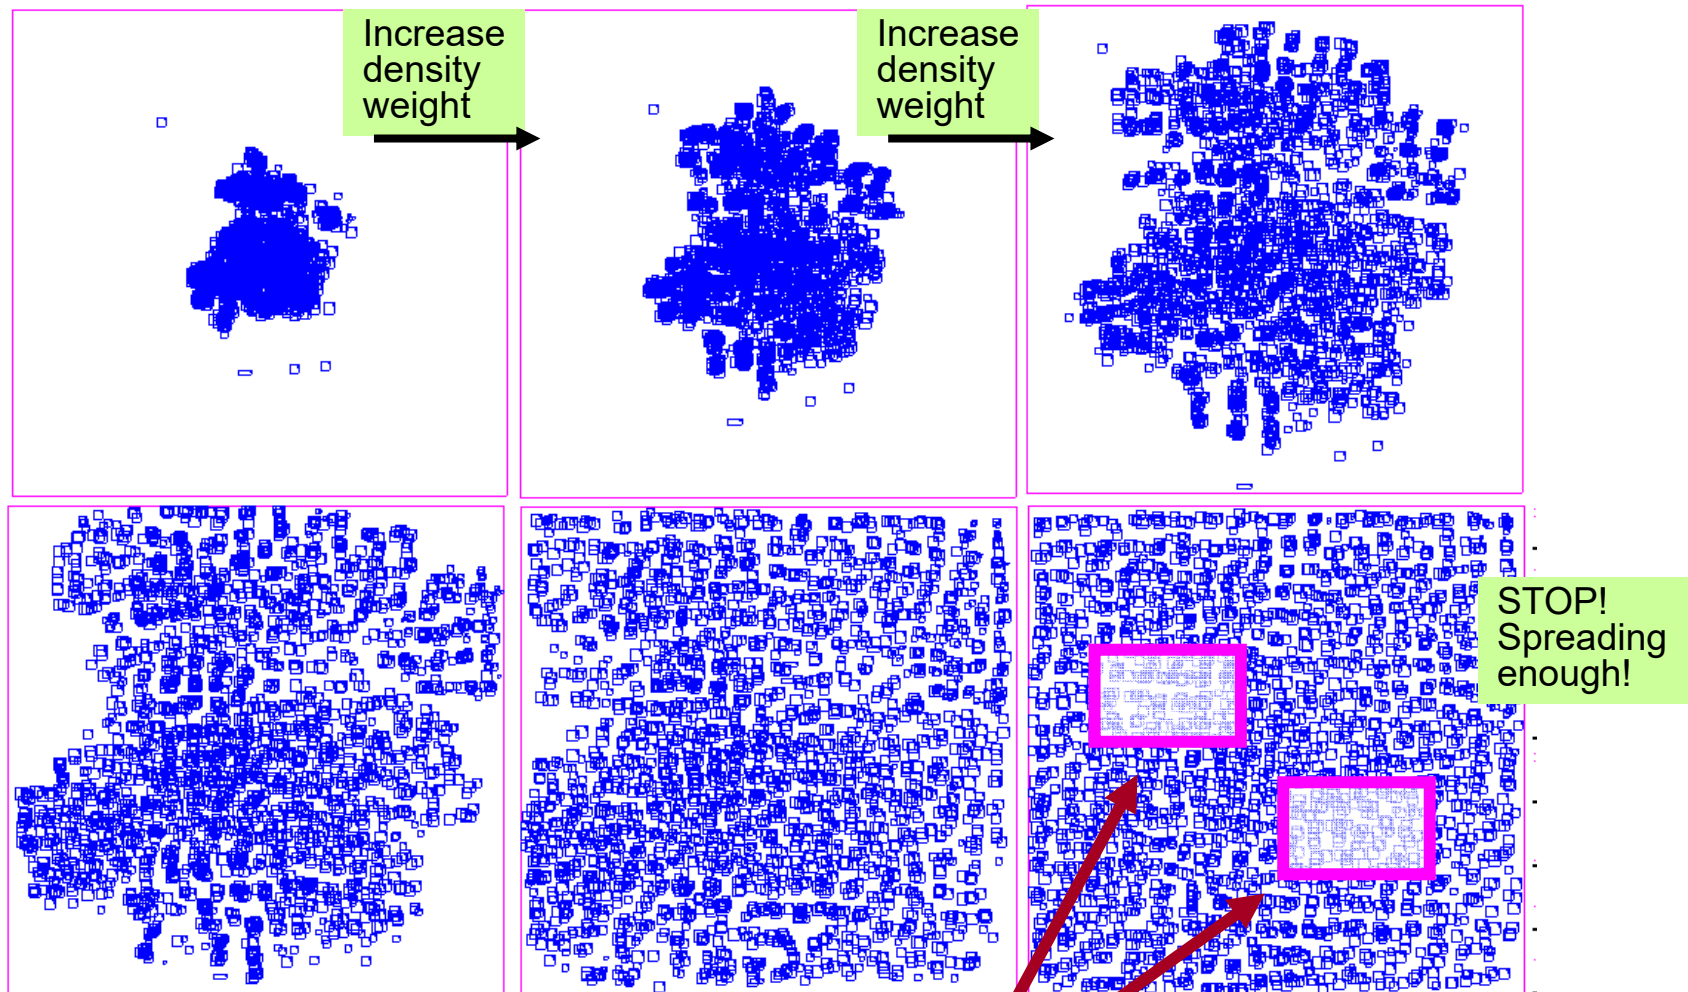 Increase
density
weight
Increase
density
weight
STOP!
Spreading
enough!